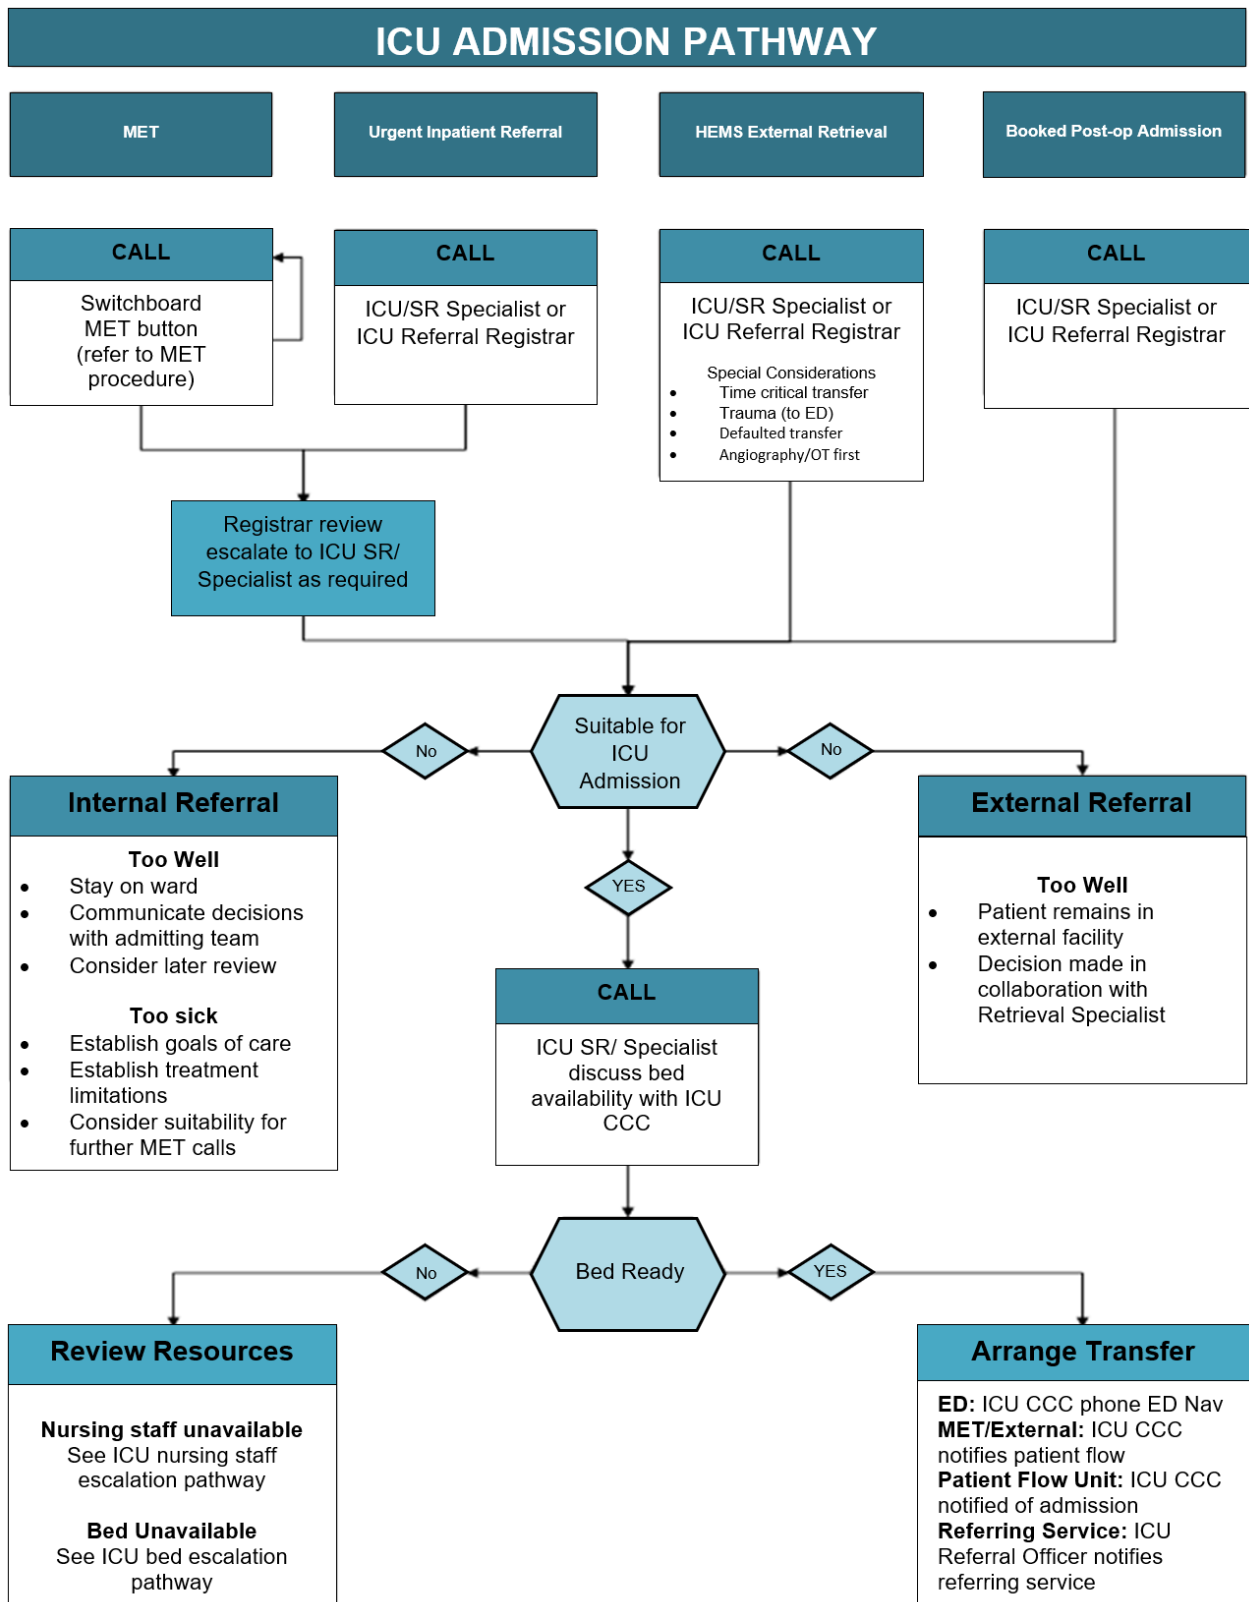 ICU ADMISSION PATHWAY
MET
Urgent Inpatient Referral
HEMS External Retrieval
Booked Post-op Admission
CALL
Switchboard
MET button
(refer to MET
procedure)
CALL
ICU/SR Specialist or
ICU Referral Registrar
CALL
ICU/SR Specialist or
ICU Referral Registrar
Special Considerations
• Time critical transfer
• Trauma (to ED)
• Defaulted transfer
• Angiography/OT first
CALL
ICU/SR Specialist or
ICU Referral Registrar
Registrar review
escalate to ICU SR/
Specialist as required
Suitable for
ICU
Admission
No
No
YES
Internal Referral
Too Well
• Stay on ward
• Communicate decisions
with admitting team
• Consider later review
Too sick
• Establish goals of care
• Establish treatment
limitations
• Consider suitability for
further MET calls
External Referral
Too Well
• Patient remains in
external facility
• Decision made in
collaboration with
Retrieval Specialist
CALL
ICU SR/ Specialist
discuss bed
availability with ICU
CCC
Bed Ready
No
YES
Review Resources
Nursing staff unavailable
See ICU nursing staff
escalation pathway
Bed Unavailable
See ICU bed escalation
pathway
Arrange Transfer
ED: ICU CCC phone ED Nav
MET/External: ICU CCC
notifies patient flow
Patient Flow Unit: ICU CCC
notified of admission
Referring Service: ICU
Referral Officer notifies
referring service